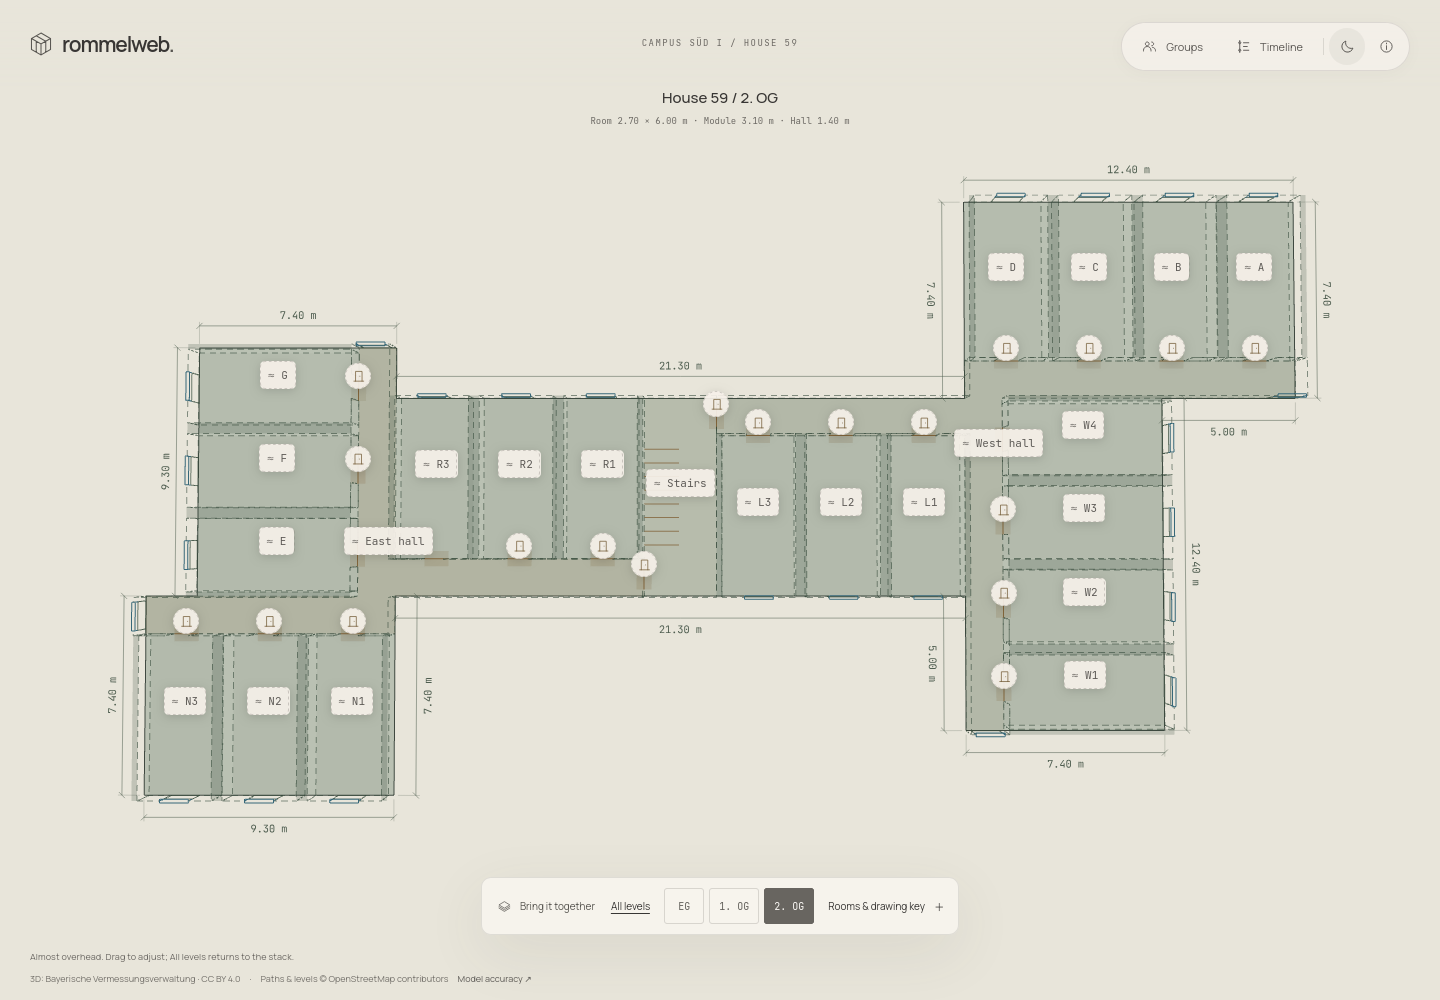 rommelweb.
CAMPUS SÜD I / HOUSE 59
Groups
Timeline
House 59 / 2. OG
Room 2.70 × 6.00 m · Module 3.10 m · Hall 1.40 m
12.40 m
7.40 m
≈ D
≈ C
≈ B
≈ A
7.40 m
5.00 m
7.40 m
9.30 m
≈ G
≈ F
≈ E
≈ East hall
21.30 m
≈ R3
≈ R2
≈ R1
≈ Stairs
≈ L3
≈ L2
≈ L1
≈ West hall
≈ W4
≈ W3
≈ W2
≈ W1
12.40 m
21.30 m
5.00 m
7.40 m
7.40 m
≈ N3
≈ N2
≈ N1
7.40 m
9.30 m
Bring it together
All levels
EG
1. OG
2. OG
Rooms & drawing key +
Almost overhead. Drag to adjust; All levels returns to the stack.
3D: Bayerische Vermessungsverwaltung · CC BY 4.0 · Paths & levels © OpenStreetMap contributors Model accuracy ↗